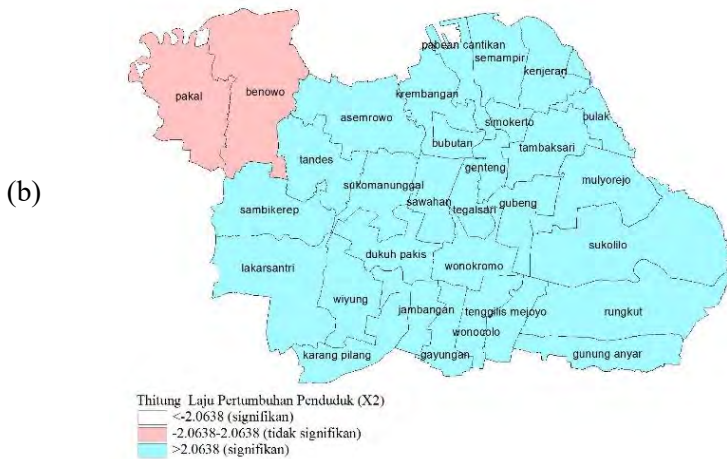 (b)
pabean cantikan
semampir
kenjeran
benowo
pakal
krembangan
asemrowo
bulak
simokerto
bubutan
tambaksari
tandes
genteng
mulyorejo
sukomanunggal
sawahan
gubeng
sambikerep
tegalsari
sukolilo
dukuh pakis
wonokromo
lakarsantri
wiyung
jambangan
tenggilis mejoyo
rungkut
wonocolo
karang pilang
gayungan
gunung anyar
Thitung Laju Pertumbuhan Penduduk (X2)
<-2.0638 (signifikan)
-2.0638-2.0638 (tidak signifikan)
>2.0638 (signifikan)